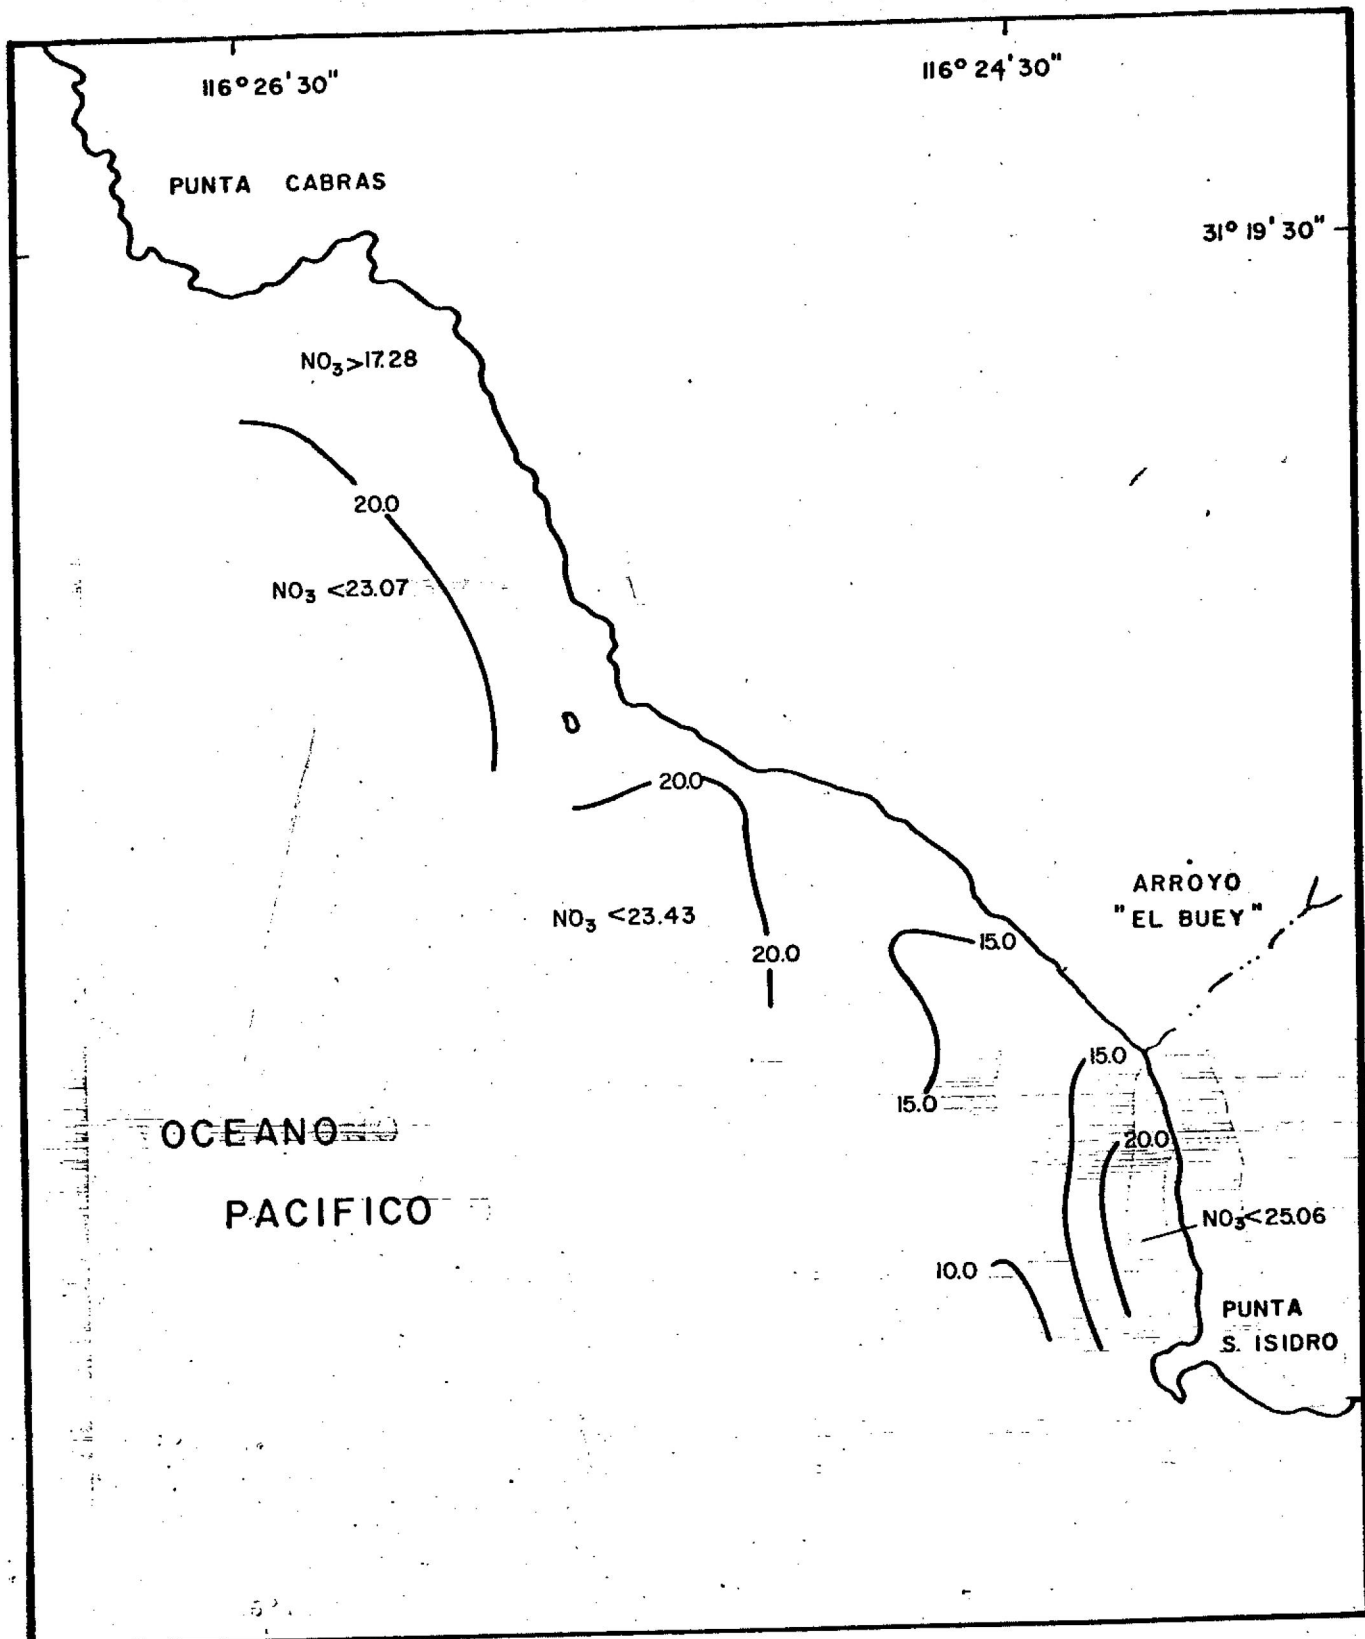 116° 26' 30"
116° 24' 30"
PUNTA CABRAS
31° 19' 30"
NO₃>17.28
20.0
NO₃ <23.07
20.0
ARROYO
"EL BUEY"
NO₃ <23.43
15.0
20.0
15.0
15.0
OCEANO
20.0
PACIFICO
NO₃<25.06
10.0
PUNTA
S. ISIDRO